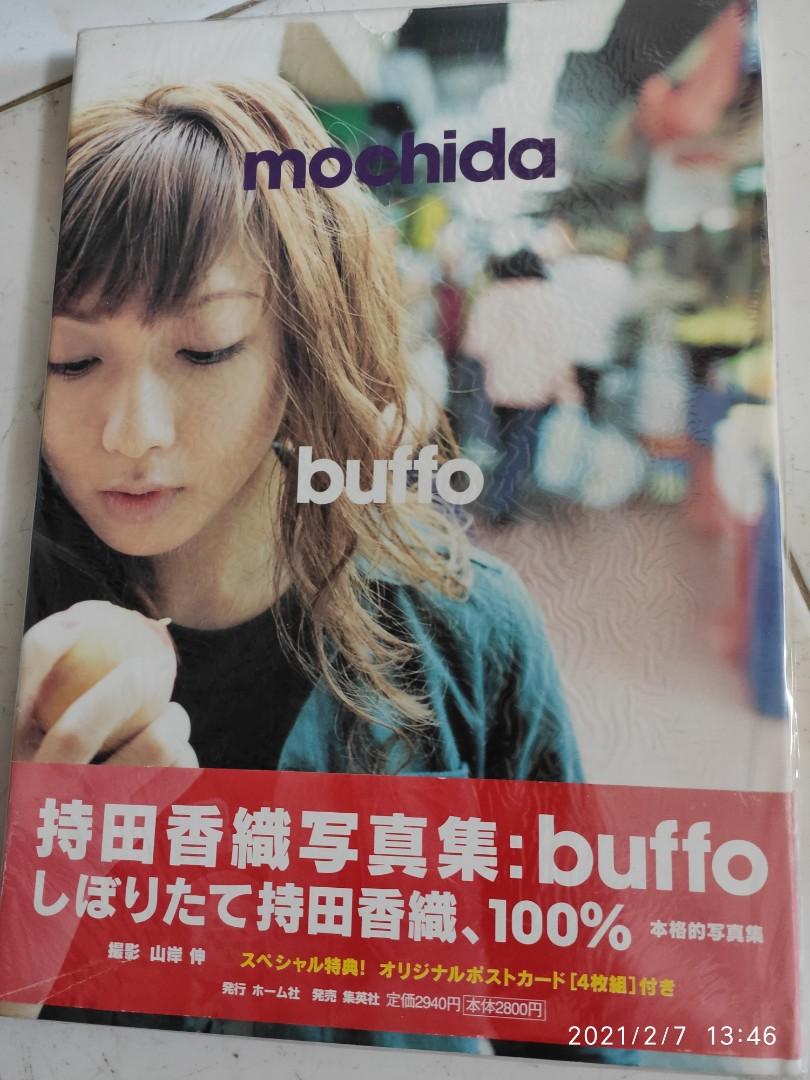 mochida
buffo
持田香織写真集:buffo
しぼりたて持田香織、100% 本格的写真集
撮影 山岸 伸
スペシャル特典! オリジナルポストカード[4枚組]付き
発行 ホーム社 発売 集英社 定価2940円 本体2800円
2021/2/7 13:46